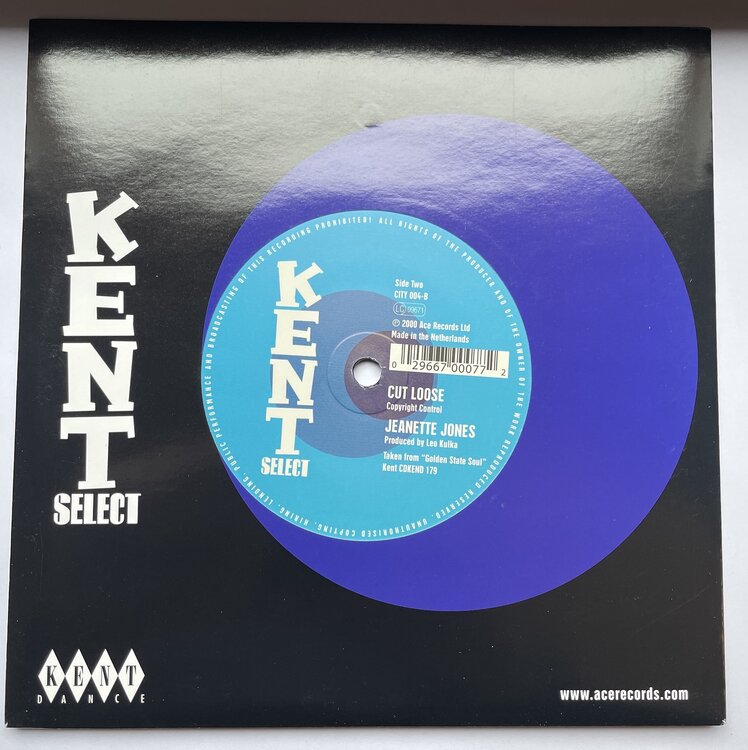 KENT
SELECT
KENT
DANCE
www.acerecords.com
KENT
SELECT
Side Two
CITY 004-B
LC 99671
℗ 2000 Ace Records Ltd
Made in the Netherlands
0 29667 00077 2
CUT LOOSE
Copyright Control
JEANETTE JONES
Produced by Leo Kulka
Taken from "Golden State Soul"
Kent CDKEND 179
ALL RIGHTS OF THE PRODUCER AND OF THE OWNER OF THE WORK REPRODUCED RESERVED. UNAUTHORISED COPYING, HIRING, LENDING, PUBLIC PERFORMANCE AND BROADCASTING OF THIS RECORDING PROHIBITED!